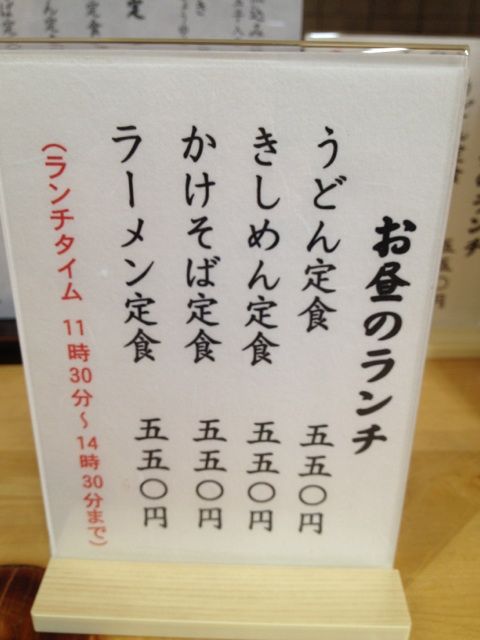 お昼のランチ
うどん定食 五五〇円
きしめん定食 五五〇円
かけそば定食 五五〇円
ラーメン定食 五五〇円
（ランチタイム 11時30分～14時30分まで）